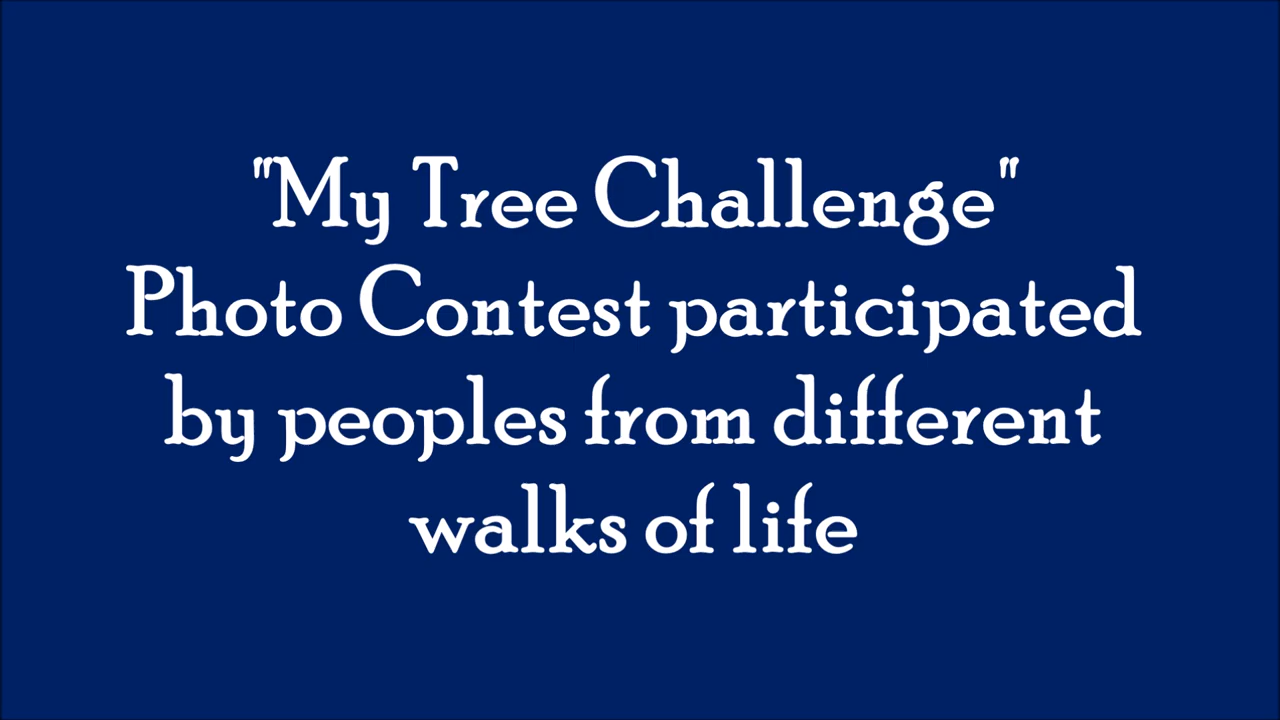 "My Tree Challenge"
Photo Contest participated
by peoples from different
walks of life